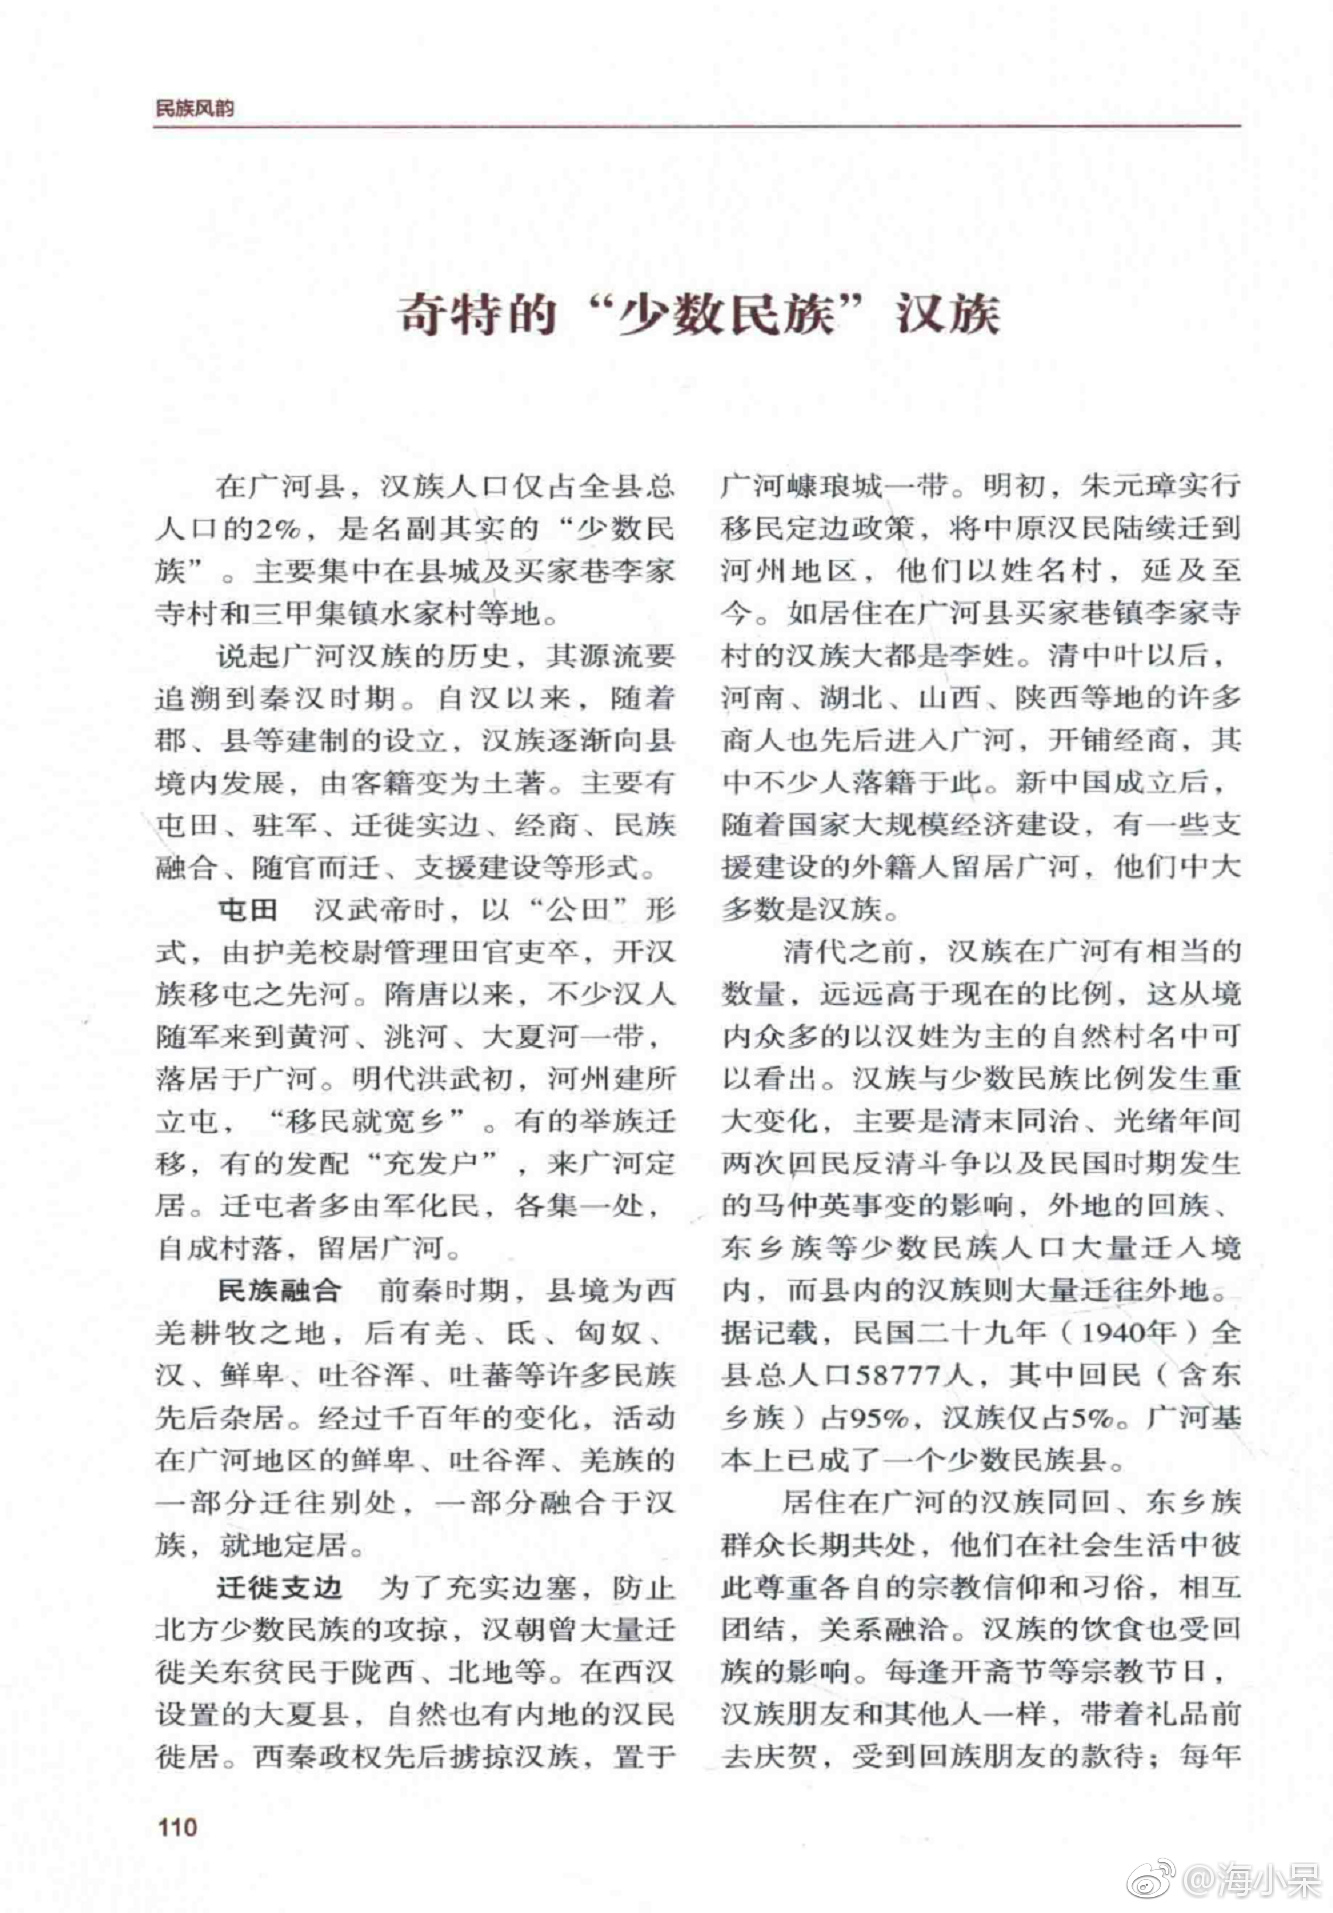 民族风韵
奇特的“少数民族”汉族
在广河县，汉族人口仅占全县总
人口的2%，是名副其实的“少数民
族”。主要集中在县城及买家巷李家
寺村和三甲集镇水家村等地。
说起广河汉族的历史，其源流要
追溯到秦汉时期。自汉以来，随着
郡、县等建制的设立，汉族逐渐向县
境内发展，由客籍变为土著。主要有
屯田、驻军、迁徙实边、经商、民族
融合、随官而迁、支援建设等形式。
屯田 汉武帝时，以“公田”形
式，由护羌校尉管理田官吏卒，开汉
族移屯之先河。隋唐以来，不少汉人
随军来到黄河、洮河、大夏河一带，
落居于广河。明代洪武初，河州建所
立屯，“移民就宽乡”。有的举族迁
移，有的发配“充发户”，来广河定
居。迁屯者多由军化民，各集一处，
自成村落，留居广河。
民族融合 前秦时期，县境为西
羌耕牧之地，后有羌、氐、匈奴、
汉、鲜卑、吐谷浑、吐蕃等许多民族
先后杂居。经过千百年的变化，活动
在广河地区的鲜卑、吐谷浑、羌族的
一部分迁往别处，一部分融合于汉
族，就地定居。
迁徙支边 为了充实边塞，防止
北方少数民族的攻掠，汉朝曾大量迁
徙关东贫民于陇西、北地等。在西汉
设置的大夏县，自然也有内地的汉民
徙居。西秦政权先后掳掠汉族，置于
广河嵻㟍城一带。明初，朱元璋实行
移民定边政策，将中原汉民陆续迁到
河州地区，他们以姓名村，延及至
今。如居住在广河县买家巷镇李家寺
村的汉族大都是李姓。清中叶以后，
河南、湖北、山西、陕西等地的许多
商人也先后进入广河，开铺经商，其
中不少人落籍于此。新中国成立后，
随着国家大规模经济建设，有一些支
援建设的外籍人留居广河，他们中大
多数是汉族。
清代之前，汉族在广河有相当的
数量，远远高于现在的比例，这从境
内众多的以汉姓为主的自然村名中可
以看出。汉族与少数民族比例发生重
大变化，主要是清末同治、光绪年间
两次回民反清斗争以及民国时期发生
的马仲英事变的影响，外地的回族、
东乡族等少数民族人口大量迁入境
内，而县内的汉族则大量迁往外地。
据记载，民国二十九年（1940年）全
县总人口58777人，其中回民（含东
乡族）占95%，汉族仅占5%。广河基
本上已成了一个少数民族县。
居住在广河的汉族同回、东乡族
群众长期共处，他们在社会生活中彼
此尊重各自的宗教信仰和习俗，相互
团结，关系融洽。汉族的饮食也受回
族的影响。每逢开斋节等宗教节日，
汉族朋友和其他人一样，带着礼品前
去庆贺，受到回族朋友的款待；每年
110
@海小呆